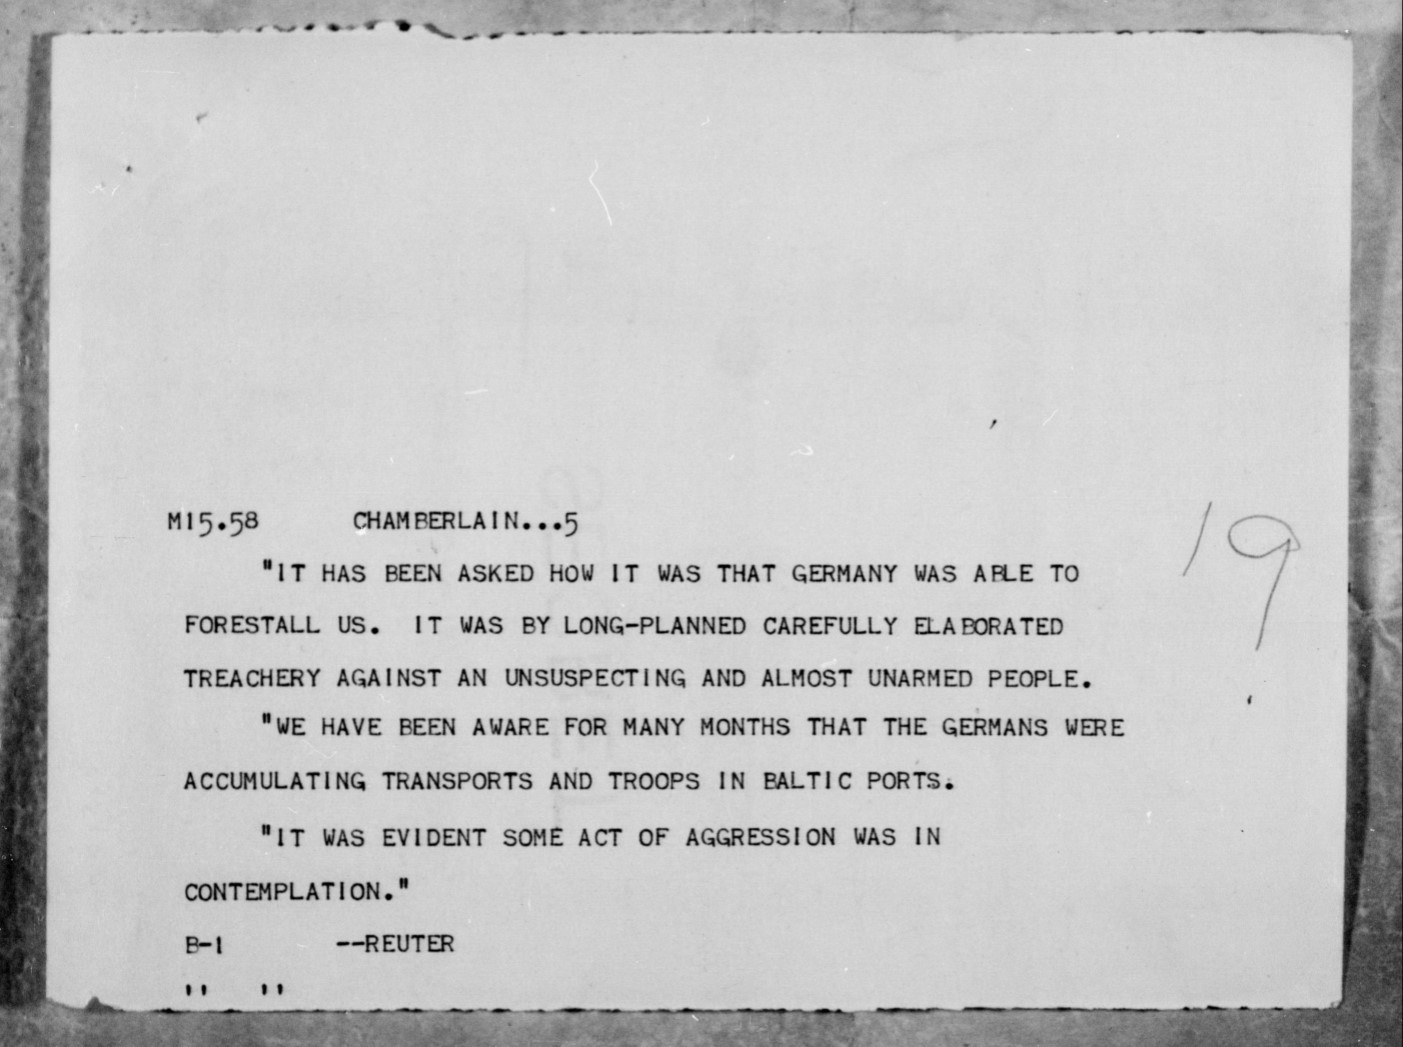 M15.58 CHAMBERLAIN...5
19
"IT HAS BEEN ASKED HOW IT WAS THAT GERMANY WAS ABLE TO
FORESTALL US. IT WAS BY LONG-PLANNED CAREFULLY ELABORATED
TREACHERY AGAINST AN UNSUSPECTING AND ALMOST UNARMED PEOPLE.
"WE HAVE BEEN AWARE FOR MANY MONTHS THAT THE GERMANS WERE
ACCUMULATING TRANSPORTS AND TROOPS IN BALTIC PORTS.
"IT WAS EVIDENT SOME ACT OF AGGRESSION WAS IN
CONTEMPLATION."
B-1 --REUTER
'' ''